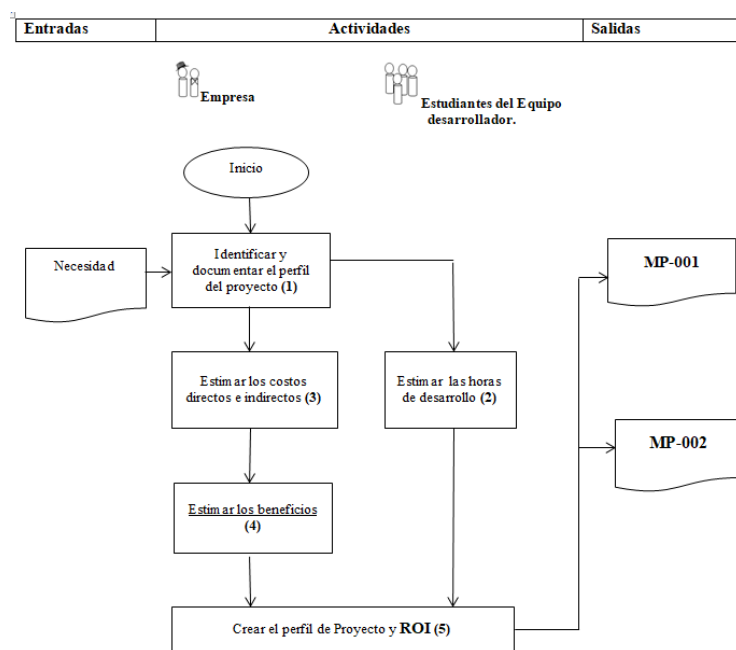 Entradas
Actividades
Salidas
Empresa
Estudiantes del Equipo
desarrollador.
Inicio
Necesidad
Identificar y
documentar el perfil
del proyecto (1)
MP-001
Estimar los costos
directos e indirectos (3)
Estimar las horas
de desarrollo (2)
MP-002
Estimar los beneficios
(4)
Crear el perfil de Proyecto y ROI (5)